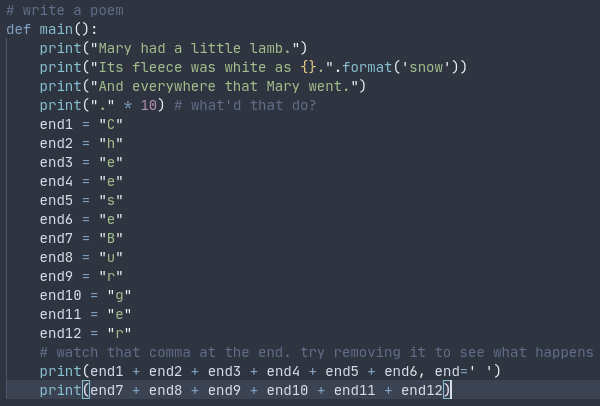 # write a poem
def main():
    print("Mary had a little lamb.")
    print("Its fleece was white as {}.".format('snow'))
    print("And everywhere that Mary went.")
    print("." * 10) # what'd that do?
    end1 = "C"
    end2 = "h"
    end3 = "e"
    end4 = "e"
    end5 = "s"
    end6 = "e"
    end7 = "B"
    end8 = "u"
    end9 = "r"
    end10 = "g"
    end11 = "e"
    end12 = "r"
    # watch that comma at the end. try removing it to see what happens
    print(end1 + end2 + end3 + end4 + end5 + end6, end=' ')
    print(end7 + end8 + end9 + end10 + end11 + end12)